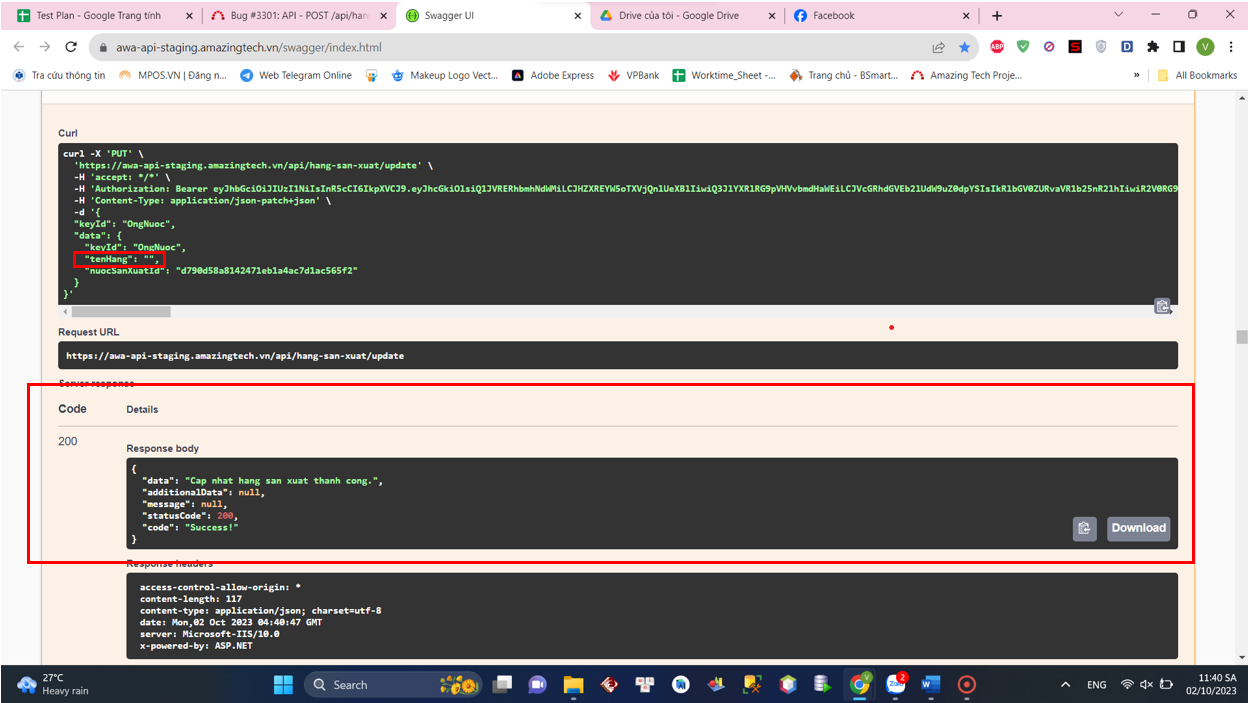 Test Plan - Google Trang tính
Bug #3301: API - POST /api/han
Swagger UI
Drive của tôi - Google Drive
Facebook
awa-api-staging.amazingtech.vn/swagger/index.html
ABP
V
Tra cứu thông tin
MPOS.VN | Đăng n...
Web Telegram Online
Makeup Logo Vect...
Adobe Express
VPBank
Worktime_Sheet -...
Trang chủ - BSmart...
Amazing Tech Proje...
»
All Bookmarks
Curl
curl -X 'PUT' \
'https://awa-api-staging.amazingtech.vn/api/hang-san-xuat/update' \
-H 'accept: */*' \
-H 'Authorization: Bearer
-H 'Content-Type: application/json-patch+json' \
-d '{
"keyId": "OngNuoc",
"data": {
"keyId": "OngNuoc",
"tenHang": "",
"nuocSanXuatId": "d790d58a8142471eb1a4ac7d1ac565f2"
}
}'
Request URL
https://awa-api-staging.amazingtech.vn/api/hang-san-xuat/update
Server response
Code Details
200
Response body
{
"data": "Cap nhat hang san xuat thanh cong.",
"additionalData": null,
"message": null,
"statusCode": 200,
"code": "Success!"
}
Download
Response headers
access-control-allow-origin: *
content-length: 117
content-type: application/json; charset=utf-8
date: Mon,02 Oct 2023 04:40:47 GMT
server: Microsoft-IIS/10.0
x-powered-by: ASP.NET
27°C
Heavy rain
Search
V
Zalo
2
W
ENG
11:40 SA
02/10/2023